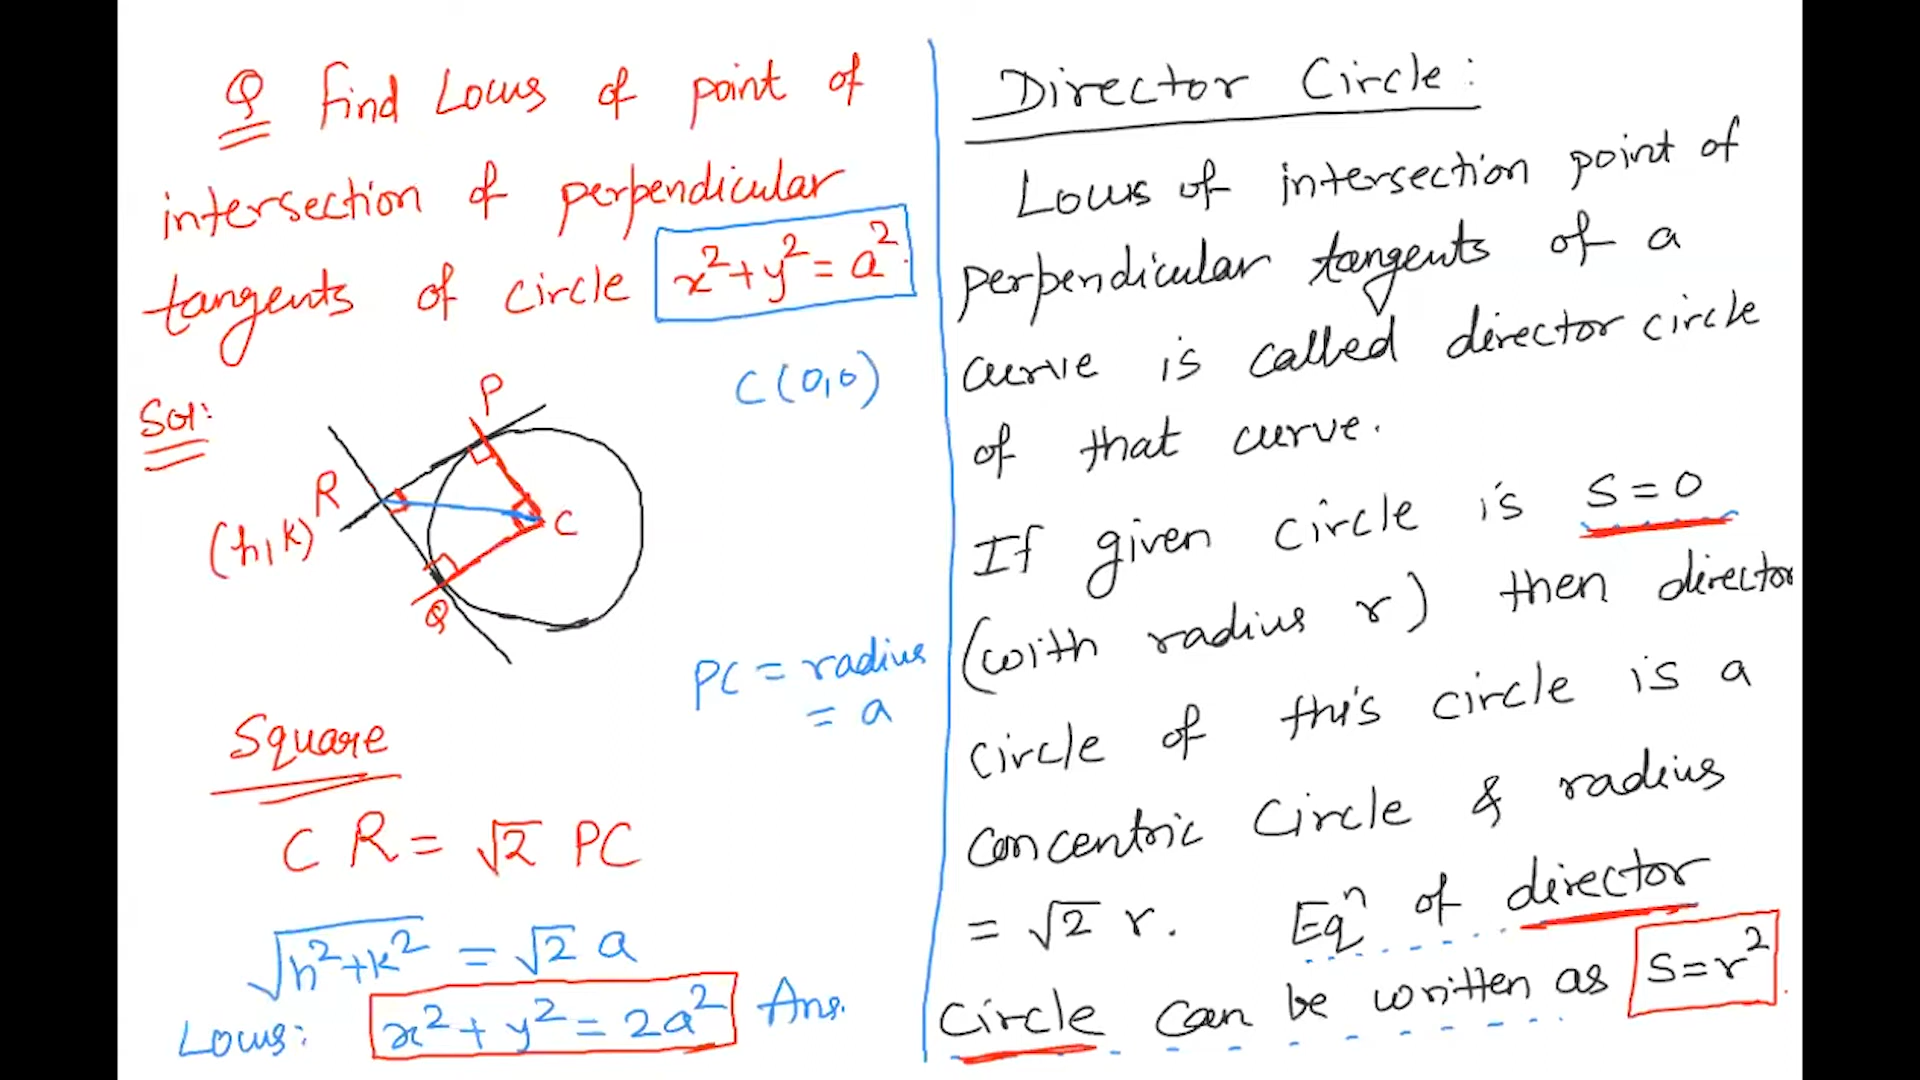 Q Find Locus of point of
intersection of perpendicular
tangents of circle x²+y²=a².
C(0,0)
Sol:
P
R
(h,k)
C
Q
PC = radius
= a
Square
CR = √2 PC
√h²+k² = √2 a
Locus: x²+y²=2a² Ans.
Director Circle:
Locus of intersection point of
perpendicular tangents of a
curve is called director circle
of that curve.
If given circle is S=0
(with radius r) then director
circle of this circle is a
concentric circle & radius
= √2 r. Eqⁿ of director
circle can be written as S=r²